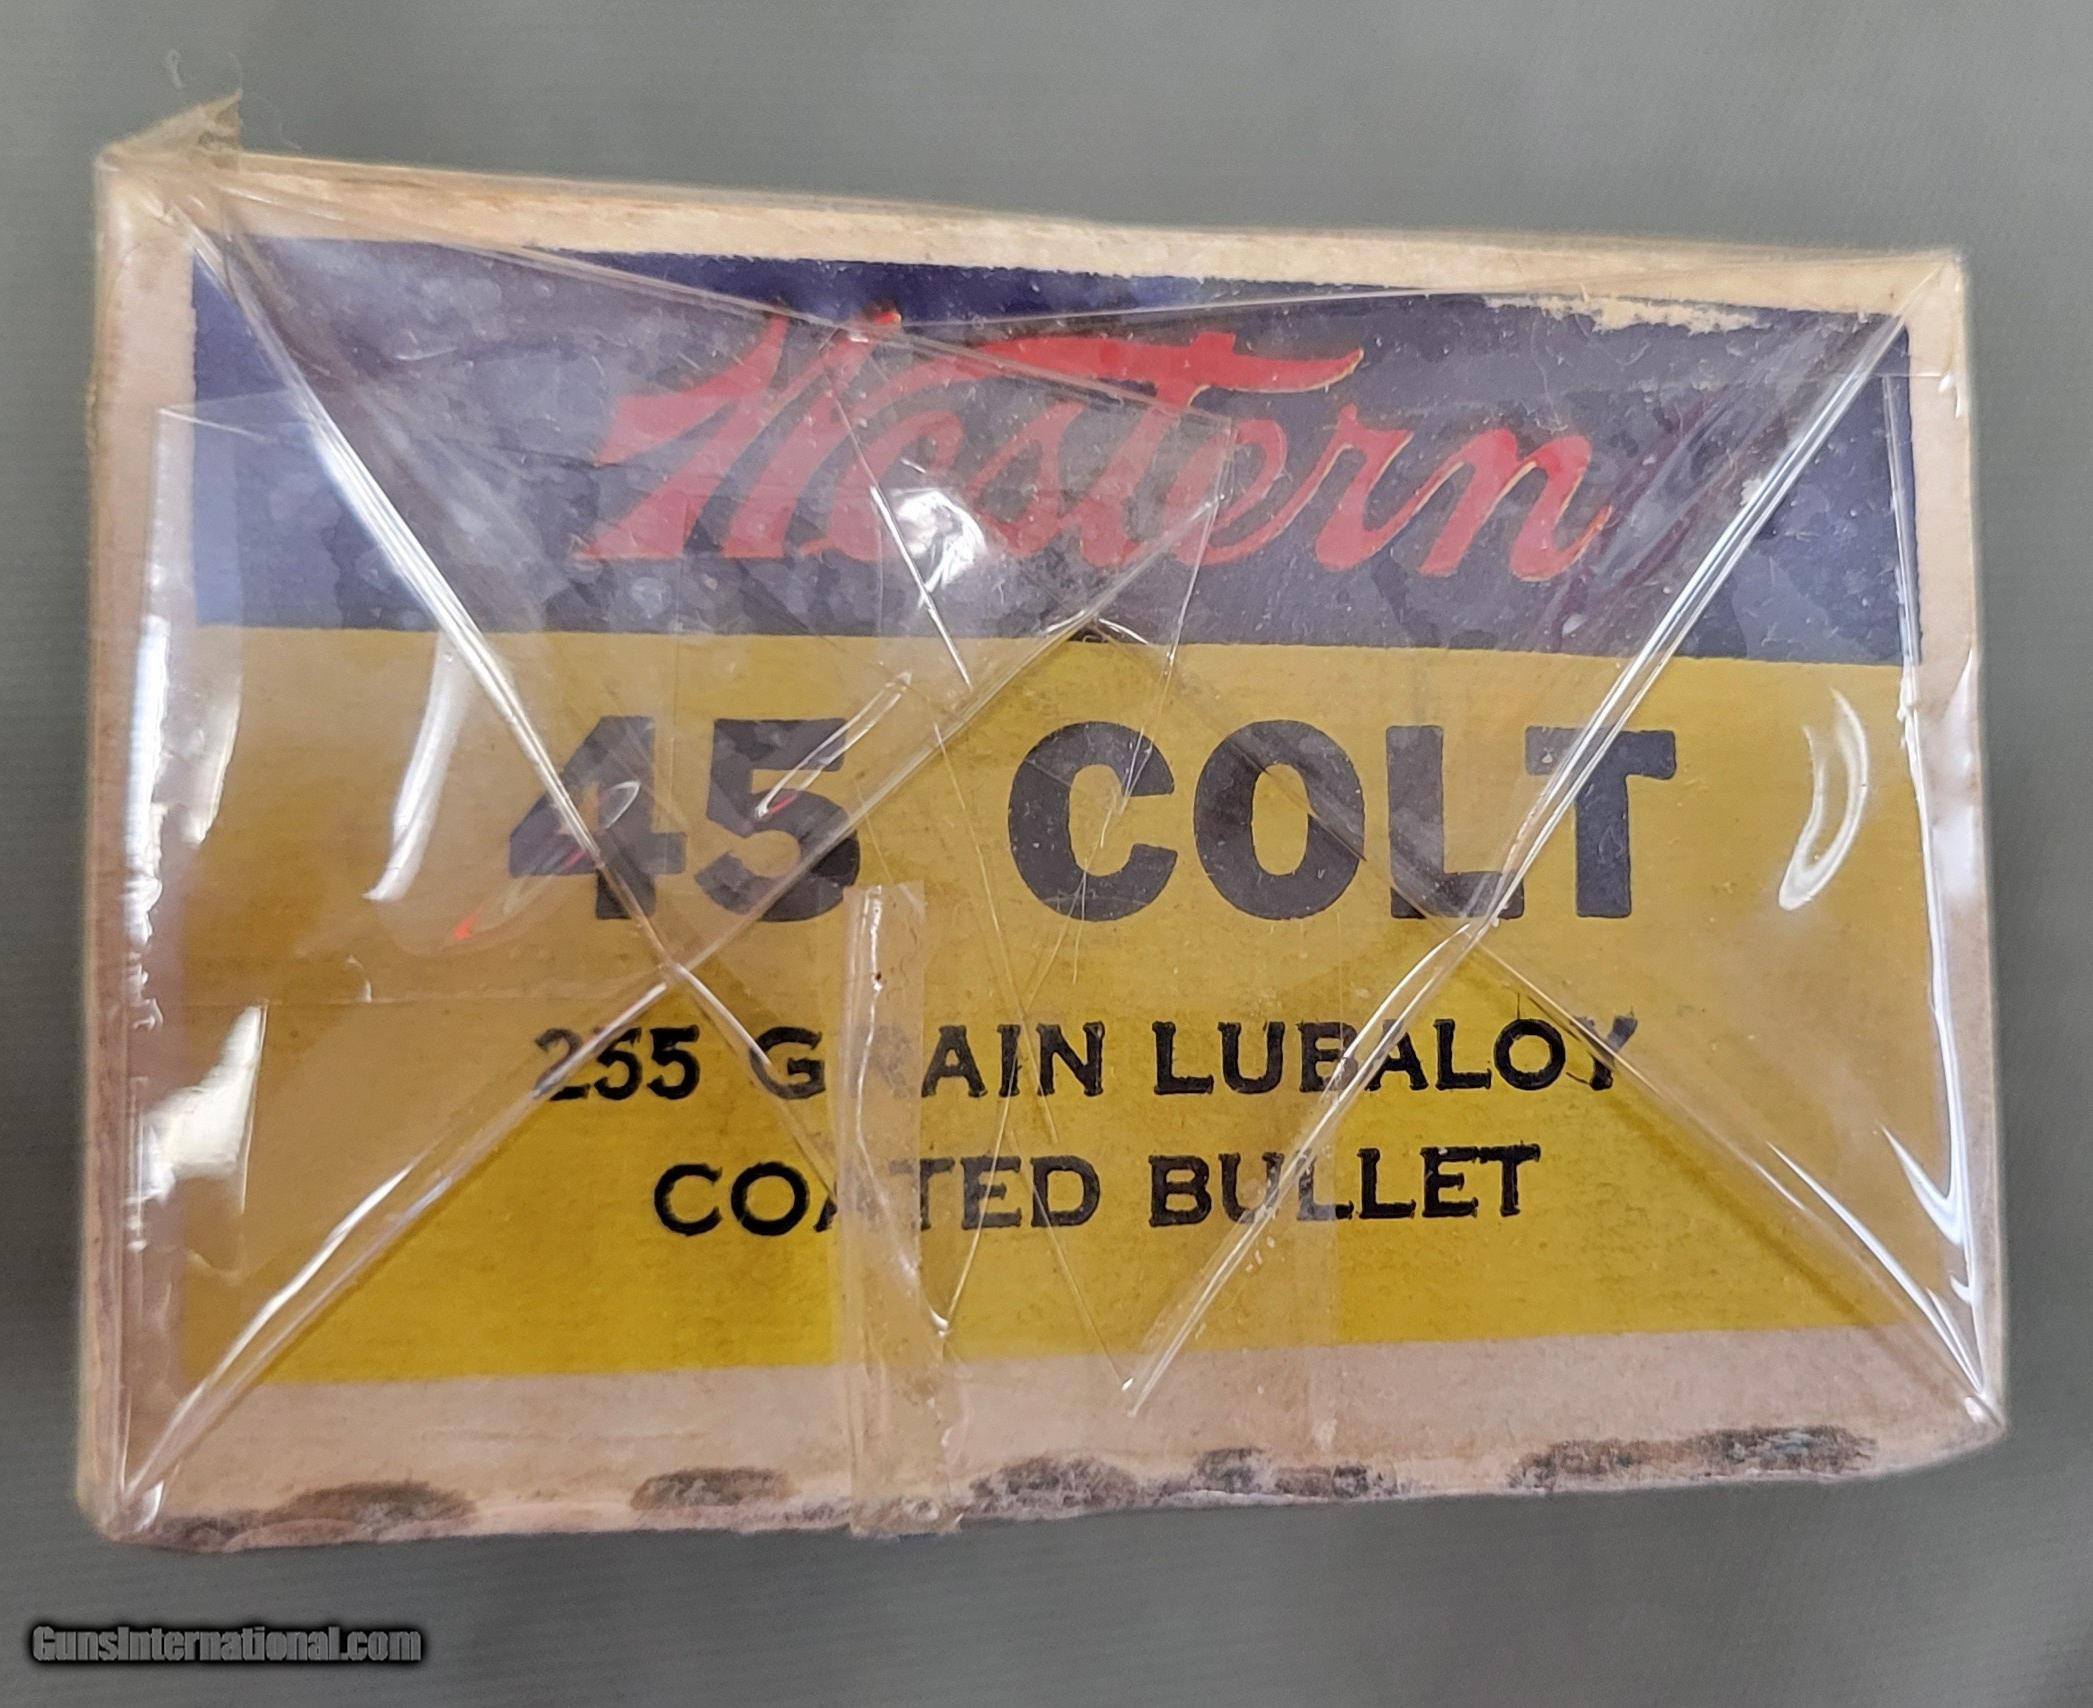 Western
45 COLT
255 GRAIN LUBALOY
COATED BULLET
GunsInternational.com